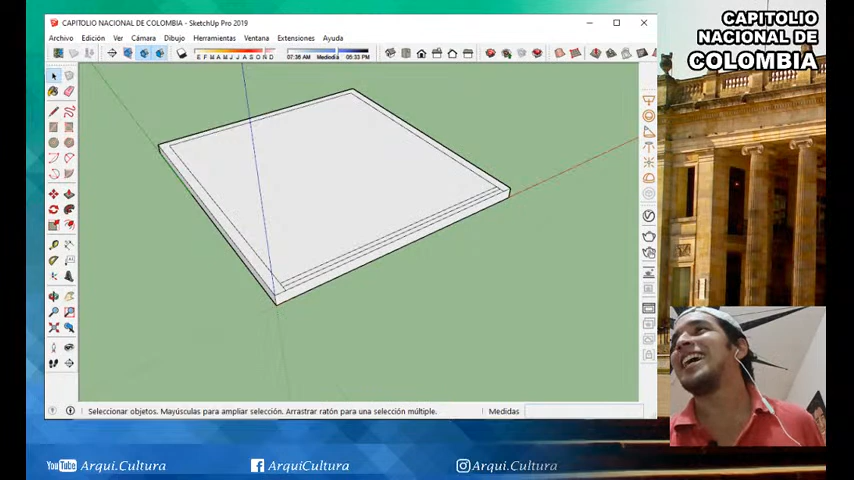 CAPITOLIO NACIONAL DE COLOMBIA - SketchUp Pro 2019
Archivo Edición Ver Cámara Dibujo Herramientas Ventana Extensiones Ayuda
E F M A M J J A S O N D
07:36 AM Mediodía 05:33 PM
CAPITOLIO
NACIONAL DE
COLOMBIA
Seleccionar objetos. Mayúsculas para ampliar selección. Arrastrar ratón para una selección múltiple.
Medidas
YouTube Arqui.Cultura
ArquiCultura
Arqui.Cultura